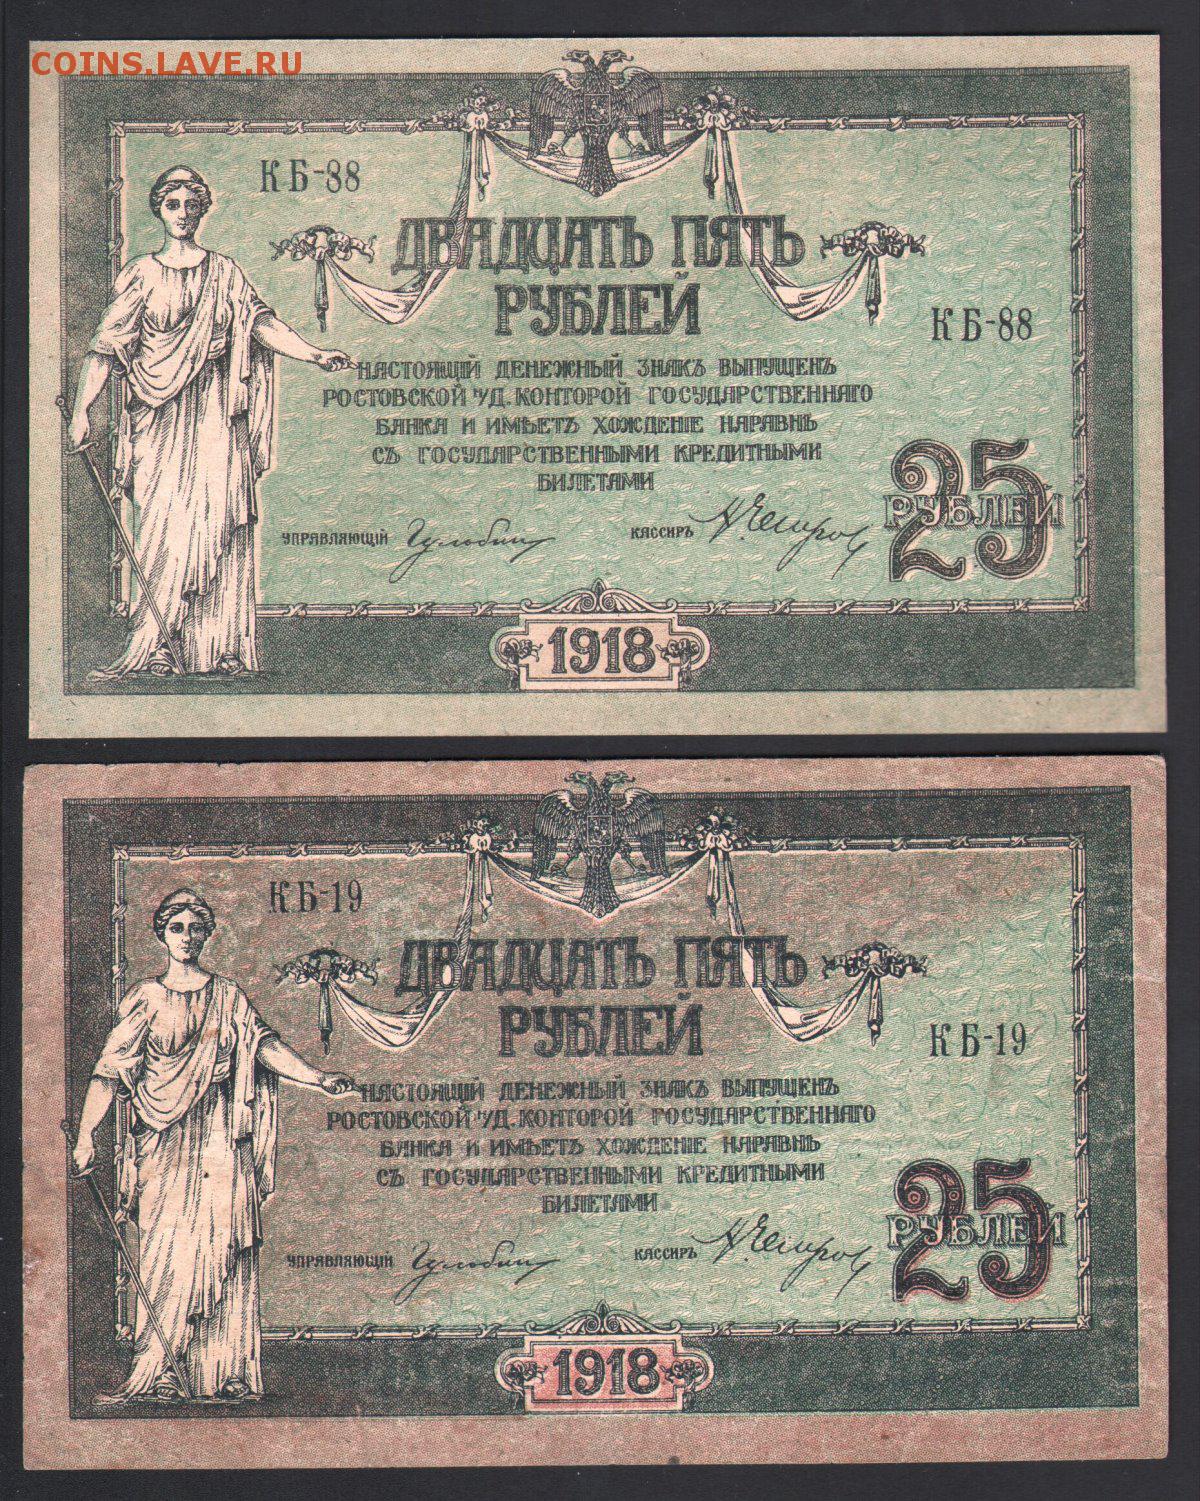 COINS.LAVE.RU
КБ-88
ДВАДЦАТЬ ПЯТЬ
РУБЛЕЙ
КБ-88
НАСТОЯЩІЙ ДЕНЕЖНЫЙ ЗНАКЪ ВЫПУЩЕНЪ
РОСТОВСКОЙ н/Д. КОНТОРОЙ ГОСУДАРСТВЕННАГО
БАНКА И ИМѢЕТЪ ХОЖДЕНІЕ НАРАВНѢ
СЪ ГОСУДАРСТВЕННЫМИ КРЕДИТНЫМИ
БИЛЕТАМИ
25
РУБЛЕЙ
УПРАВЛЯЮЩІЙ
КАССИРЪ
1918
КБ-19
ДВАДЦАТЬ ПЯТЬ
РУБЛЕЙ
КБ-19
НАСТОЯЩІЙ ДЕНЕЖНЫЙ ЗНАКЪ ВЫПУЩЕНЪ
РОСТОВСКОЙ н/Д. КОНТОРОЙ ГОСУДАРСТВЕННАГО
БАНКА И ИМѢЕТЪ ХОЖДЕНІЕ НАРАВНѢ
СЪ ГОСУДАРСТВЕННЫМИ КРЕДИТНЫМИ
БИЛЕТАМИ
25
РУБЛЕЙ
УПРАВЛЯЮЩІЙ
КАССИРЪ
1918